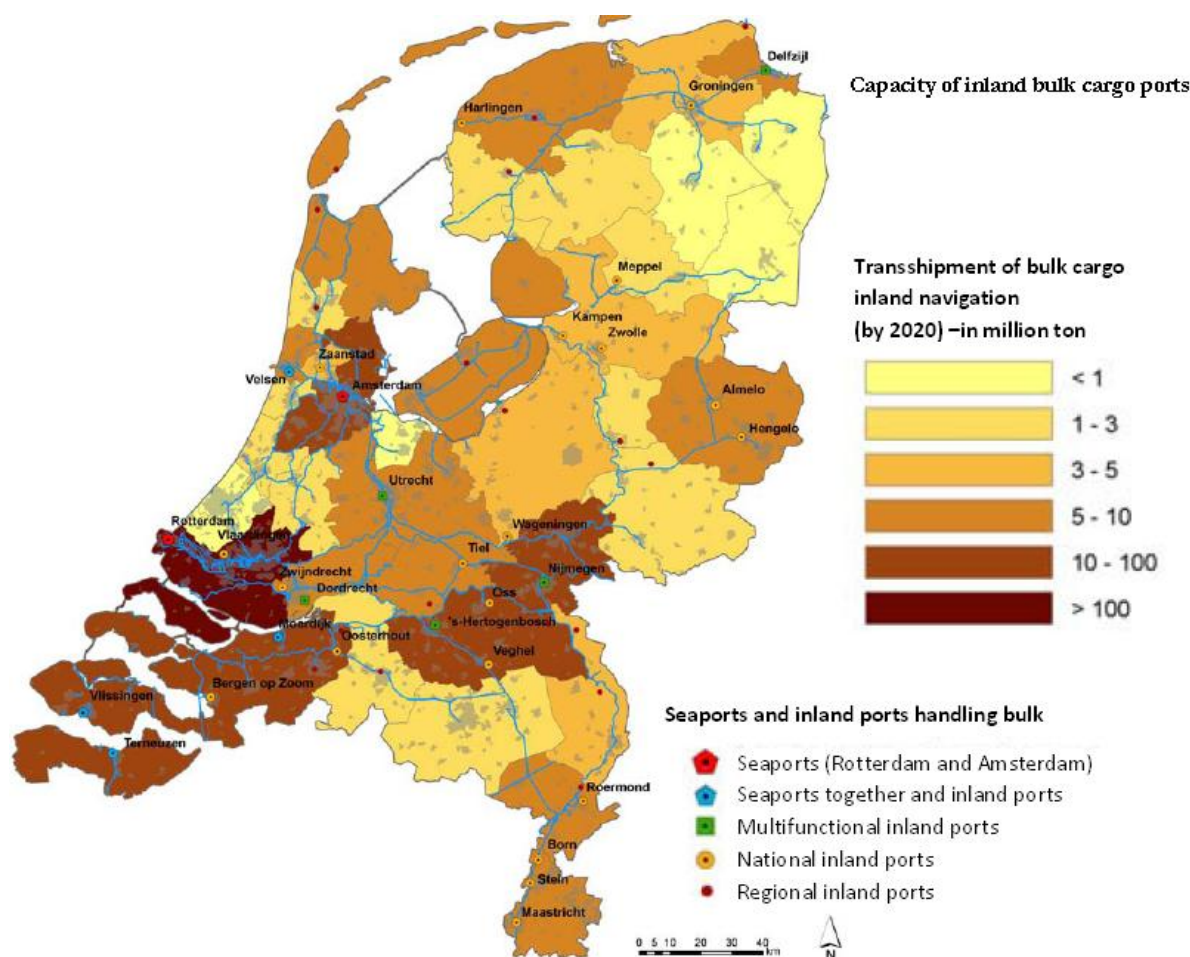 Delfzijl
Capacity of inland bulk cargo ports
Groningen
Harlingen
Meppel
Transshipment of bulk cargo
inland navigation
(by 2020) –in million ton
Kampen
Zwolle
Zaanstad
Velsen
Amsterdam
< 1
Almelo
1 - 3
Hengelo
3 - 5
Utrecht
5 - 10
Rotterdam
Wageningen
Vlaardingen
10 - 100
Tiel
Zwijndrecht
Nijmegen
Dordrecht
Oss
> 100
Moerdijk
's-Hertogenbosch
Oosterhout
Veghel
Bergen op Zoom
Vlissingen
Seaports and inland ports handling bulk
Terneuzen
Seaports (Rotterdam and Amsterdam)
Roermond
Seaports together and inland ports
Multifunctional inland ports
Born
National inland ports
Stein
Regional inland ports
Maastricht
0 5 10 20 30 40
km
N